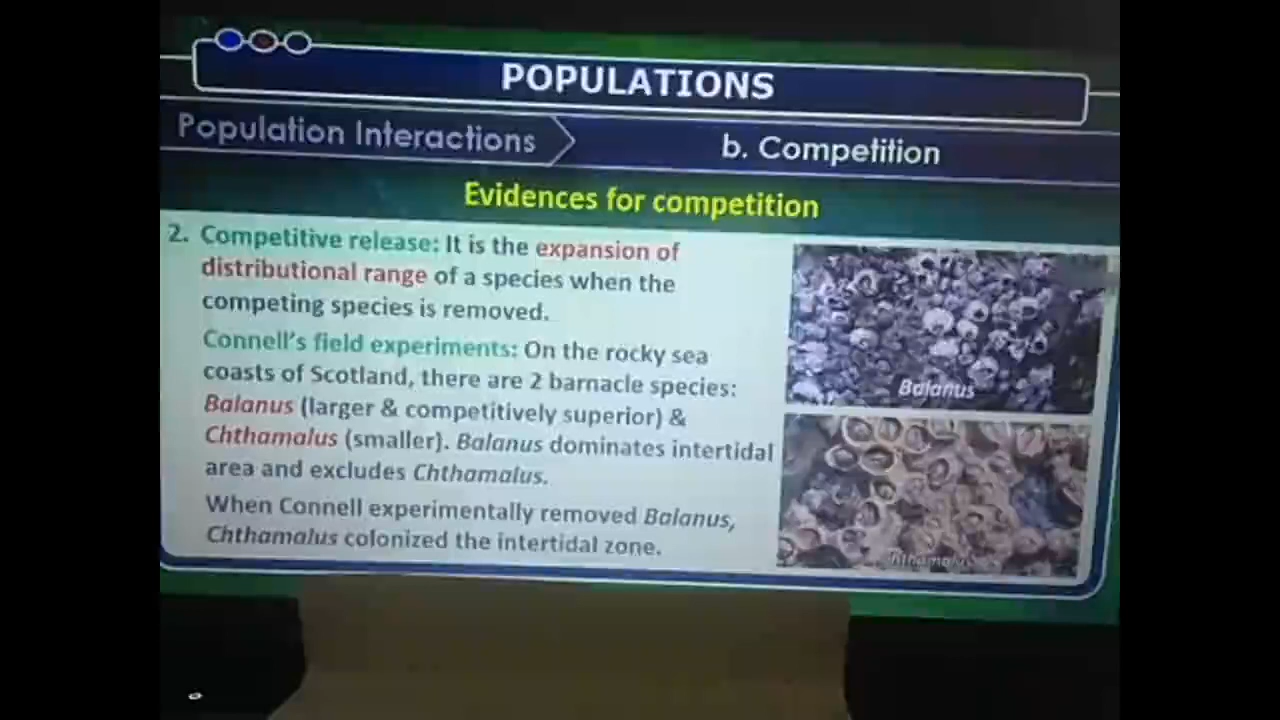 POPULATIONS
Population Interactions
b. Competition
Evidences for competition
2. Competitive release: It is the expansion of
distributional range of a species when the
competing species is removed.
Connell's field experiments: On the rocky sea
coasts of Scotland, there are 2 barnacle species:
Balanus (larger & competitively superior) &
Chthamalus (smaller). Balanus dominates intertidal
area and excludes Chthamalus.
When Connell experimentally removed Balanus,
Chthamalus colonized the intertidal zone.
Balanus
Chthamalus